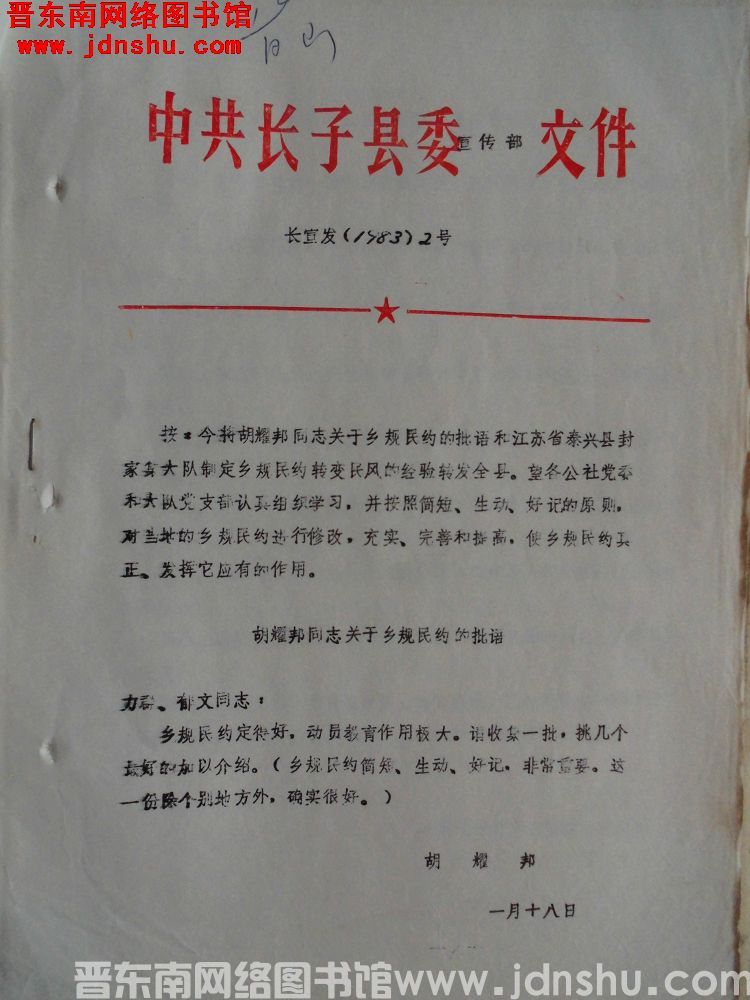 晋东南网络图书馆
www.jdnshu.com
中共长子县委宣传部 文件
长宣发(1983)2号
按：今将胡耀邦同志关于乡规民约的批语和江苏省泰兴县封
家集大队制定乡规民约转变民风的经验转发全县。望各公社党委
和大队党支部认真组织学习，并按照简短、生动、好记的原则，
对当地的乡规民约进行修改，充实、完善和提高，使乡规民约真
正、发挥它应有的作用。
胡耀邦同志关于乡规民约的批语
力群、郁文同志：
乡规民约定得好，动员教育作用极大。请收集一批，挑几个
最好的加以介绍。（乡规民约简短、生动、好记，非常重要。这
一份除个别地方外，确实很好。）
胡 耀 邦
一月十八日
晋东南网络图书馆www.jdnshu.com